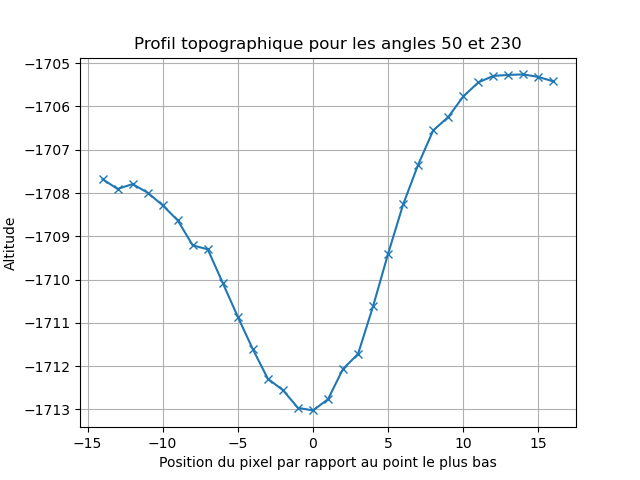 Profil topographique pour les angles 50 et 230
−1705
−1706
−1707
−1708
−1709
−1710
−1711
−1712
−1713
Altitude
−15 −10 −5 0 5 10 15
Position du pixel par rapport au point le plus bas